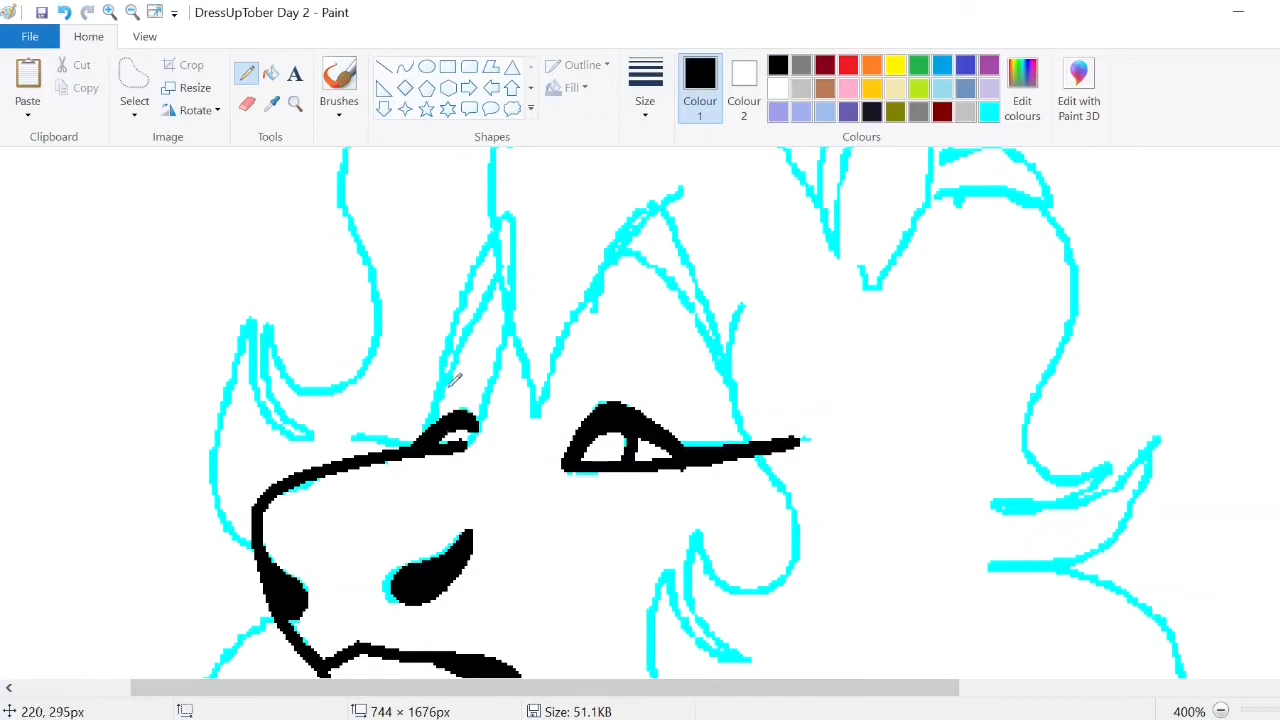 DressUpTober Day 2 - Paint
File
Home
View
Paste
Cut
Copy
Clipboard
Select
Crop
Resize
Rotate
Image
A
Tools
Brushes
Shapes
Outline
Fill
Size
Colour
1
Colour
2
Edit
colours
Colours
Edit with
Paint 3D
220, 295px
744 × 1676px
Size: 51.1KB
400%